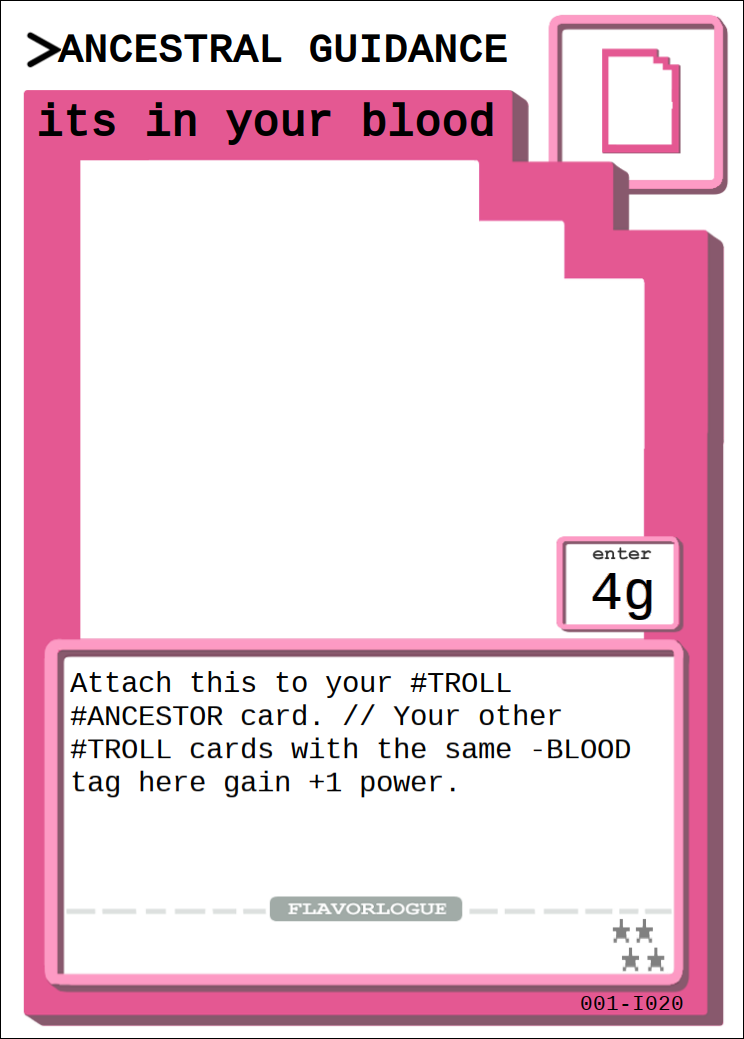 >ANCESTRAL GUIDANCE
its in your blood
enter
4g
Attach this to your #TROLL
#ANCESTOR card. // Your other
#TROLL cards with the same -BLOOD
tag here gain +1 power.
FLAVORLOGUE
001-I020